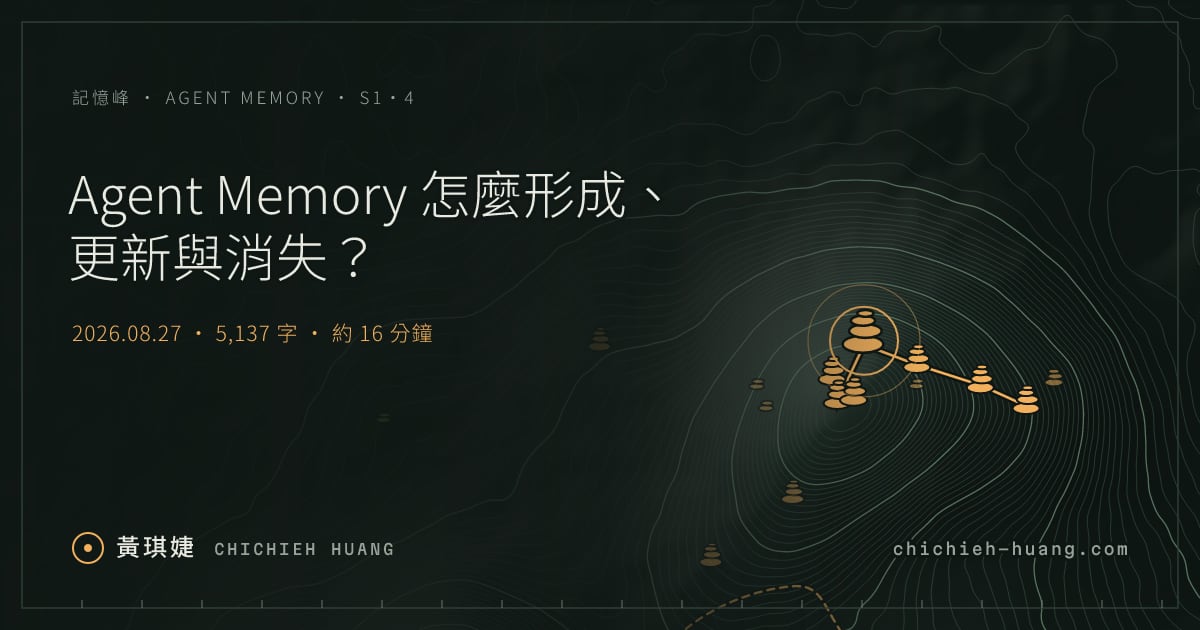 記憶峰 · AGENT MEMORY · S1 · 4
Agent Memory 怎麼形成、
更新與消失？
2026.08.27 · 5,137 字 · 約 16 分鐘
黃琪婕 CHICHIEH HUANG
chichieh-huang.com